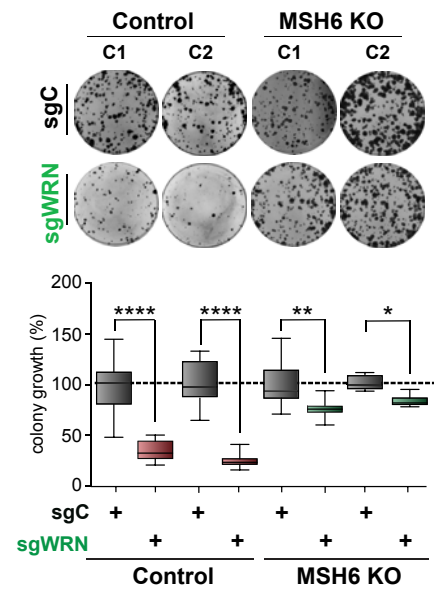 Control MSH6 KO
C1 C2 C1 C2
sgC
sgWRN
colony growth (%)
200
**** **** ** *
150
100
50
0
sgC + + + +
sgWRN + + + +
Control MSH6 KO